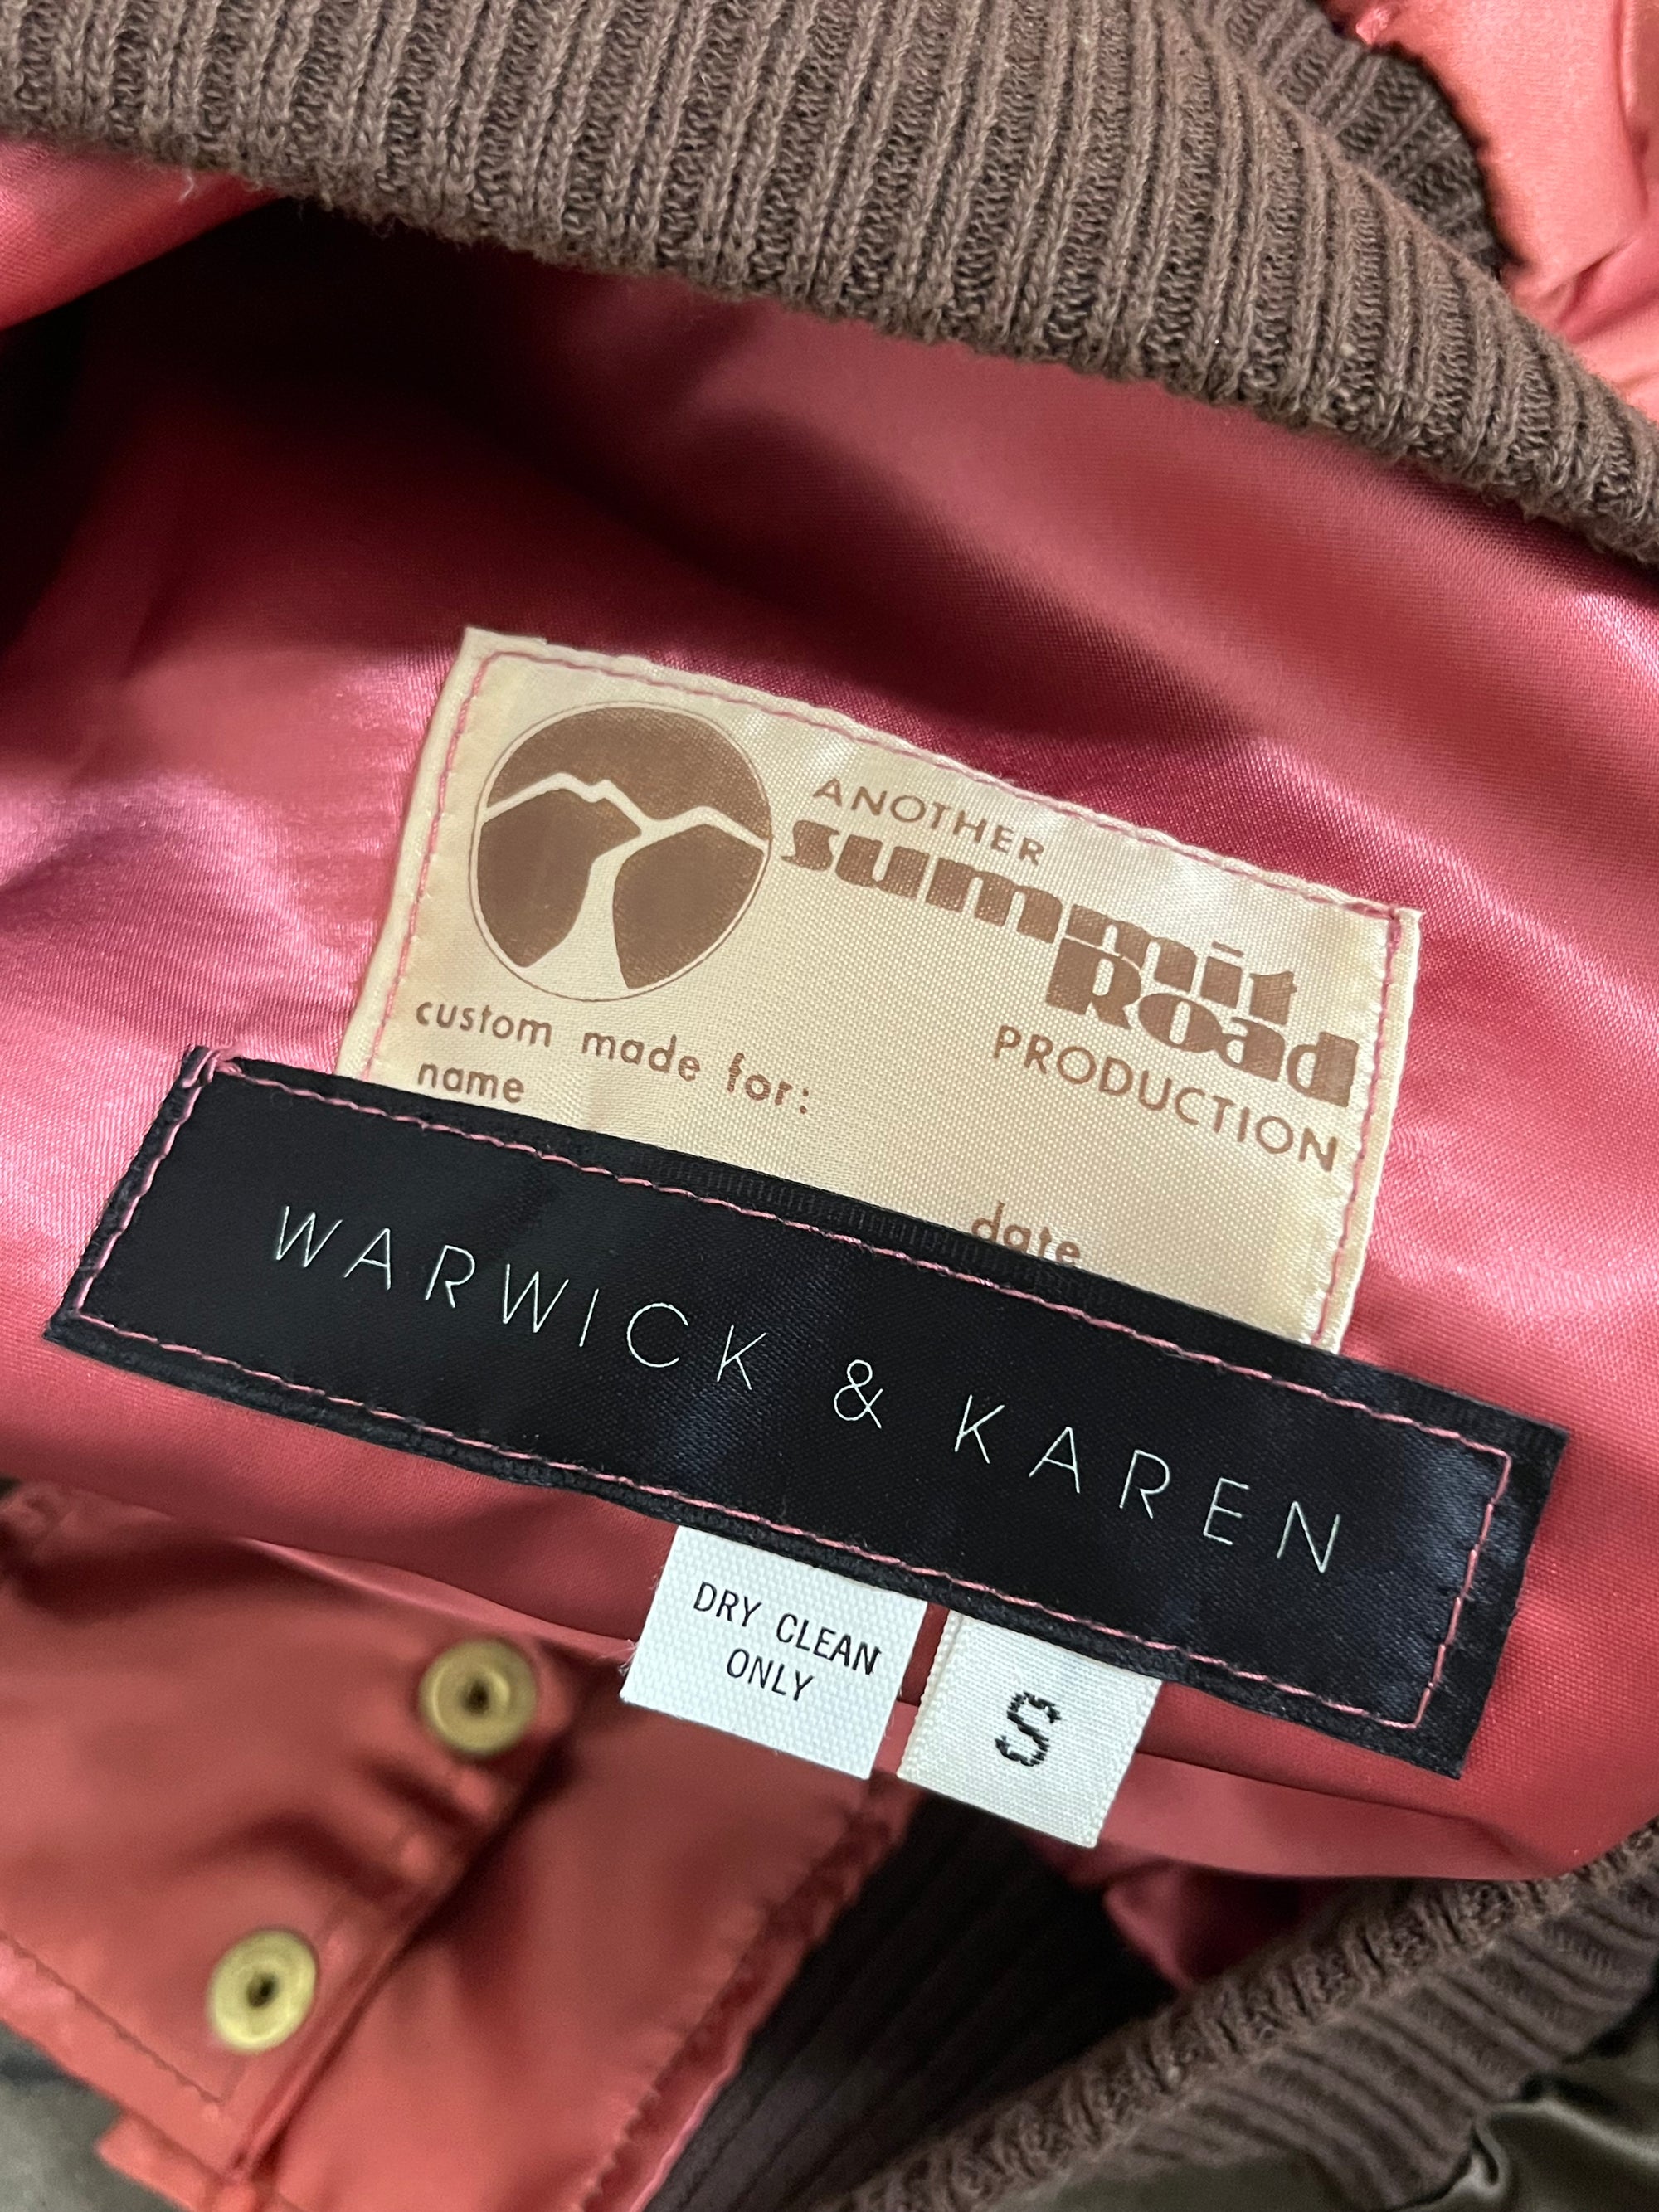 ANOTHER
summit
Road
PRODUCTION
custom made for:
name
date
WARWICK & KAREN
DRY CLEAN
ONLY
S